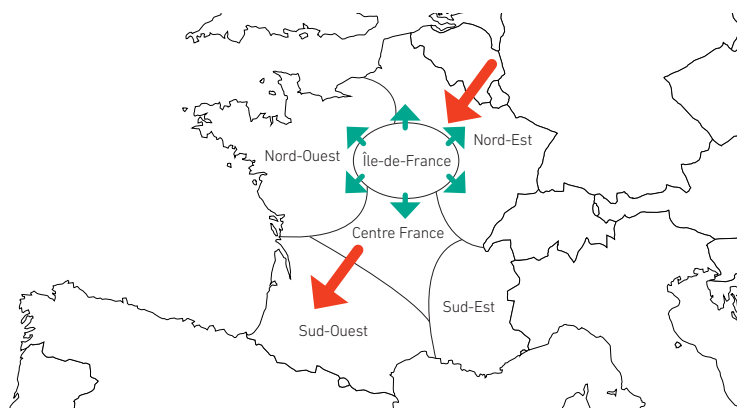 Nord-Est
Nord-Ouest
Île-de-France
Centre France
Sud-Est
Sud-Ouest